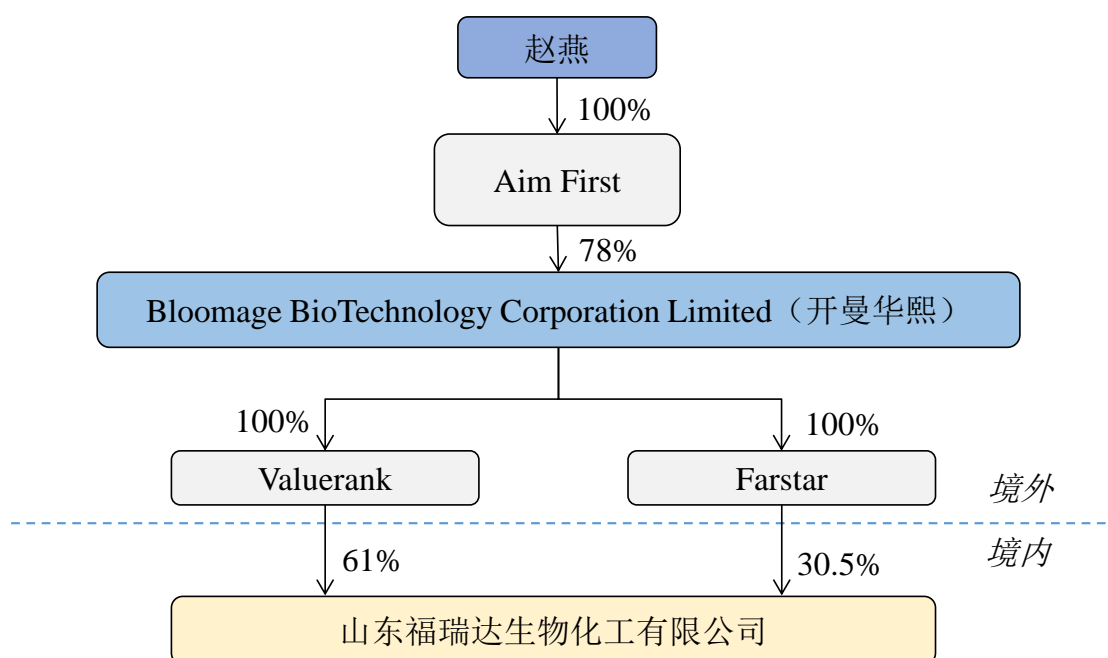 赵燕
100%
Aim First
78%
Bloomage BioTechnology Corporation Limited（开曼华熙）
100%
100%
Valuerank
Farstar
境外
境内
61%
30.5%
山东福瑞达生物化工有限公司